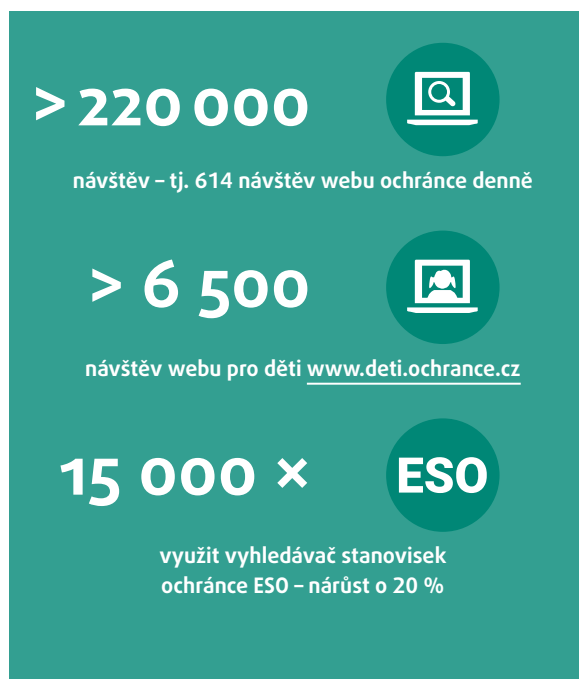 > 220 000
návštěv – tj. 614 návštěv webu ochránce denně
> 6 500
návštěv webu pro děti www.deti.ochrance.cz
15 000 ×
ESO
využit vyhledávač stanovisek
ochránce ESO – nárůst o 20 %